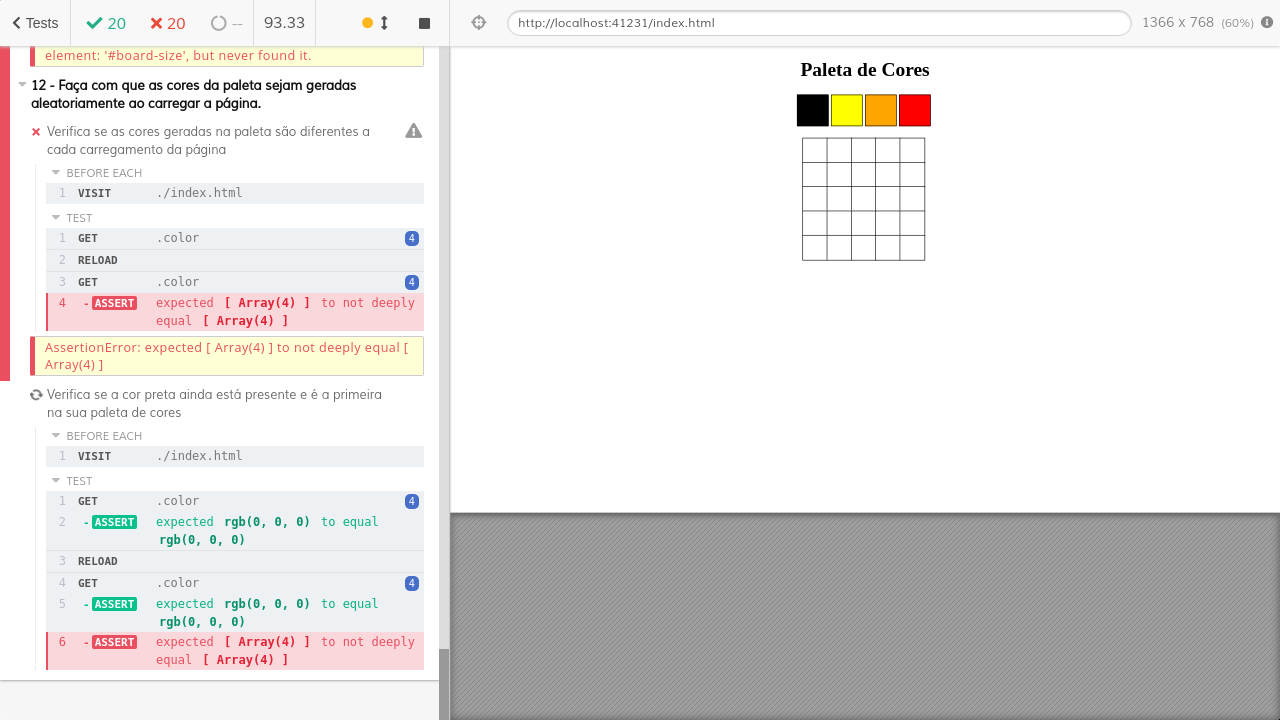 Tests
20
20
--
93.33
http://localhost:41231/index.html
1366 x 768 (60%)
element: '#board-size', but never found it.
12 - Faça com que as cores da paleta sejam geradas
aleatoriamente ao carregar a página.
Verifica se as cores geradas na paleta são diferentes a
cada carregamento da página
BEFORE EACH
1 VISIT ./index.html
TEST
1 GET .color 4
2 RELOAD
3 GET .color 4
4 - ASSERT expected [ Array(4) ] to not deeply
equal [ Array(4) ]
AssertionError: expected [ Array(4) ] to not deeply equal [
Array(4) ]
Verifica se a cor preta ainda está presente e é a primeira
na sua paleta de cores
BEFORE EACH
1 VISIT ./index.html
TEST
1 GET .color 4
2 - ASSERT expected rgb(0, 0, 0) to equal
rgb(0, 0, 0)
3 RELOAD
4 GET .color 4
5 - ASSERT expected rgb(0, 0, 0) to equal
rgb(0, 0, 0)
6 - ASSERT expected [ Array(4) ] to not deeply
equal [ Array(4) ]
Paleta de Cores